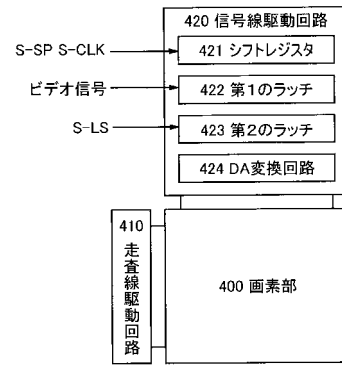 420 信号線駆動回路
S-SP S-CLK
421 シフトレジスタ
ビデオ信号
422 第1のラッチ
S-LS
423 第2のラッチ
424 DA変換回路
410
走査線駆動回路
400 画素部